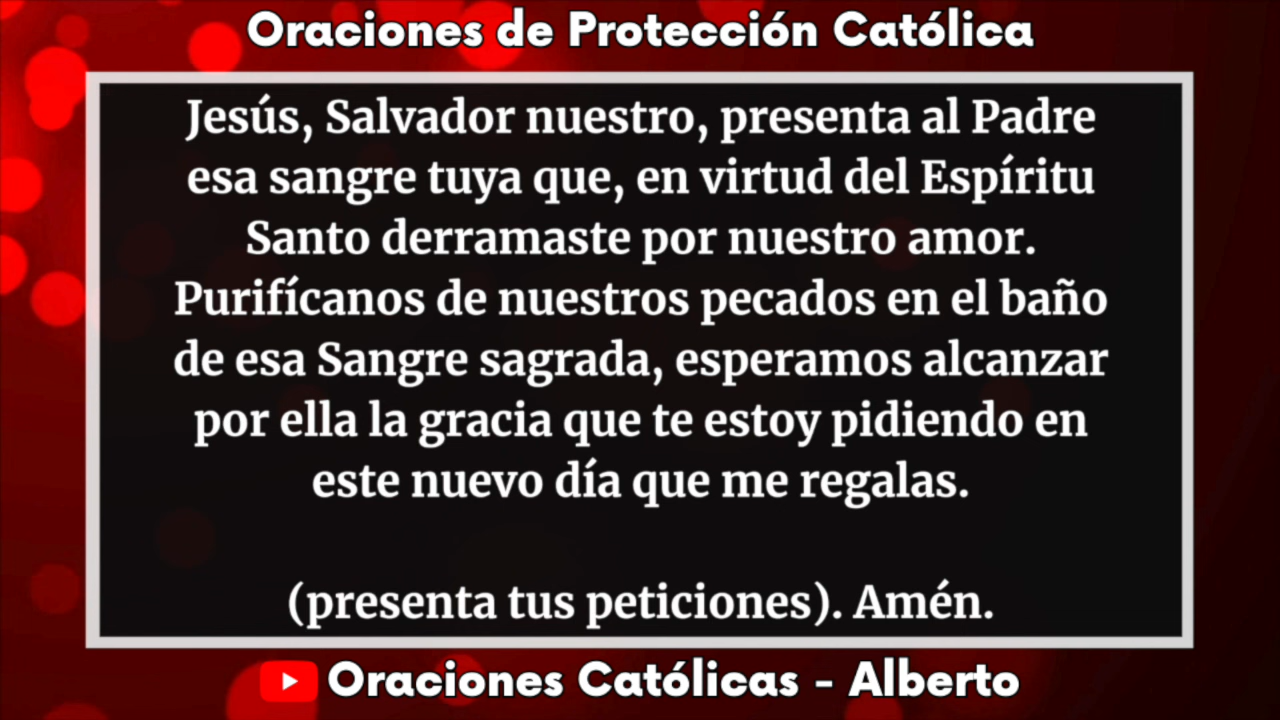 Oraciones de Protección Católica
Jesús, Salvador nuestro, presenta al Padre
esa sangre tuya que, en virtud del Espíritu
Santo derramaste por nuestro amor.
Purifícanos de nuestros pecados en el baño
de esa Sangre sagrada, esperamos alcanzar
por ella la gracia que te estoy pidiendo en
este nuevo día que me regalas.
(presenta tus peticiones). Amén.
Oraciones Católicas - Alberto